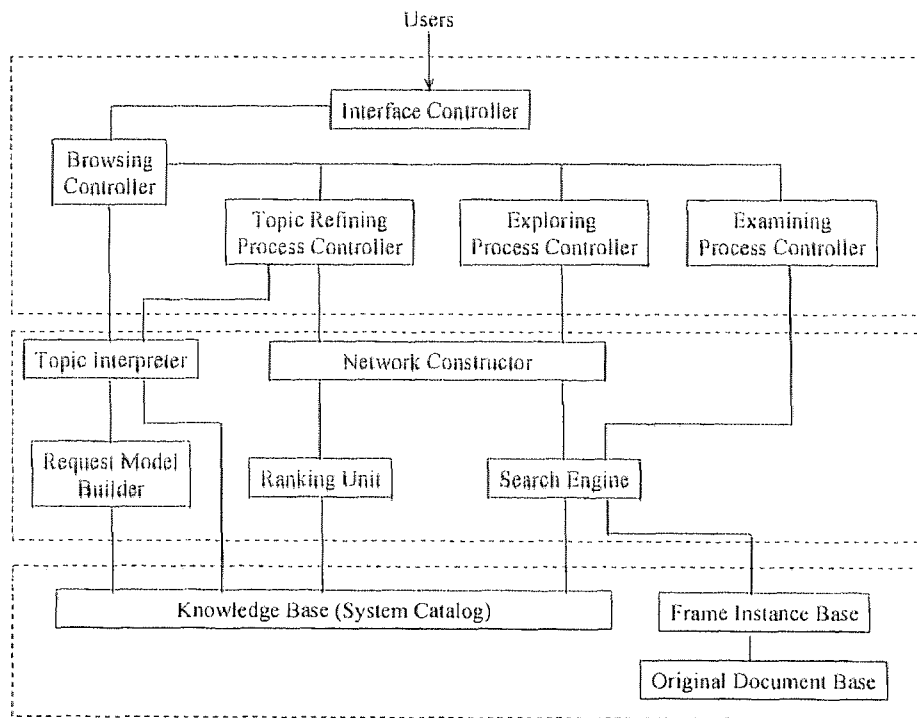 Users
Interface Controller
Browsing
Controller
Topic Refining
Process Controller
Exploring
Process Controller
Examining
Process Controller
Topic Interpreter
Network Constructor
Request Model
Builder
Ranking Unit
Search Engine
Knowledge Base (System Catalog)
Frame Instance Base
Original Document Base